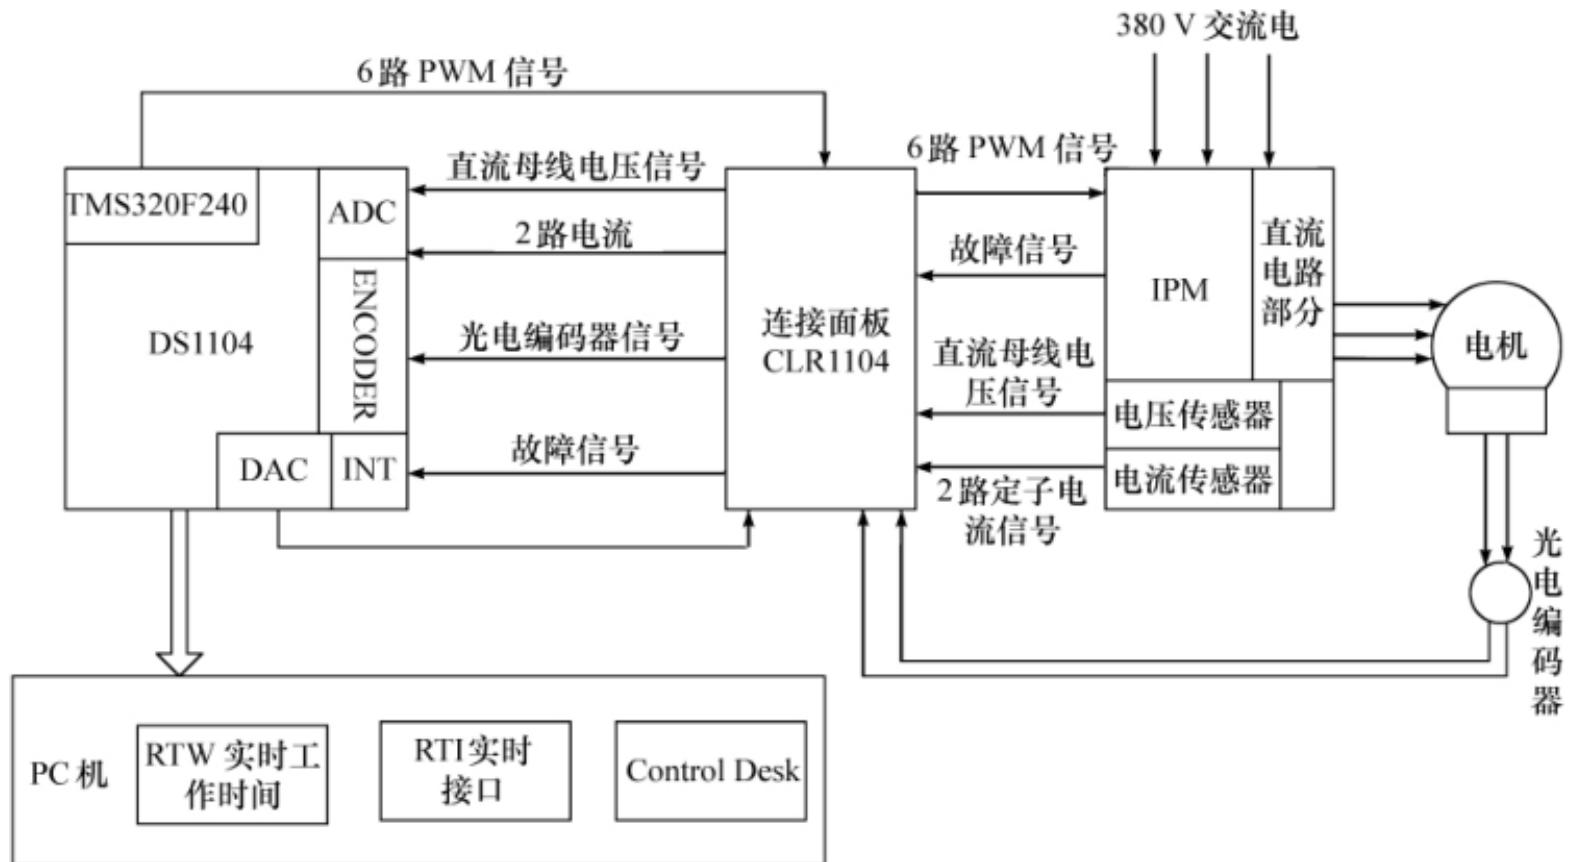 380 V 交流电
6路 PWM 信号
6路 PWM 信号
直流母线电压信号
TMS320F240
ADC
2路电流
故障信号
直流
电路
部分
ENCODER
IPM
连接面板
CLR1104
DS1104
光电编码器信号
直流母线电
压信号
电机
电压传感器
故障信号
DAC
INT
电流传感器
2路定子电
流信号
光
电
编
码
器
PC 机
RTW 实时工
作时间
RTI实时
接口
Control Desk